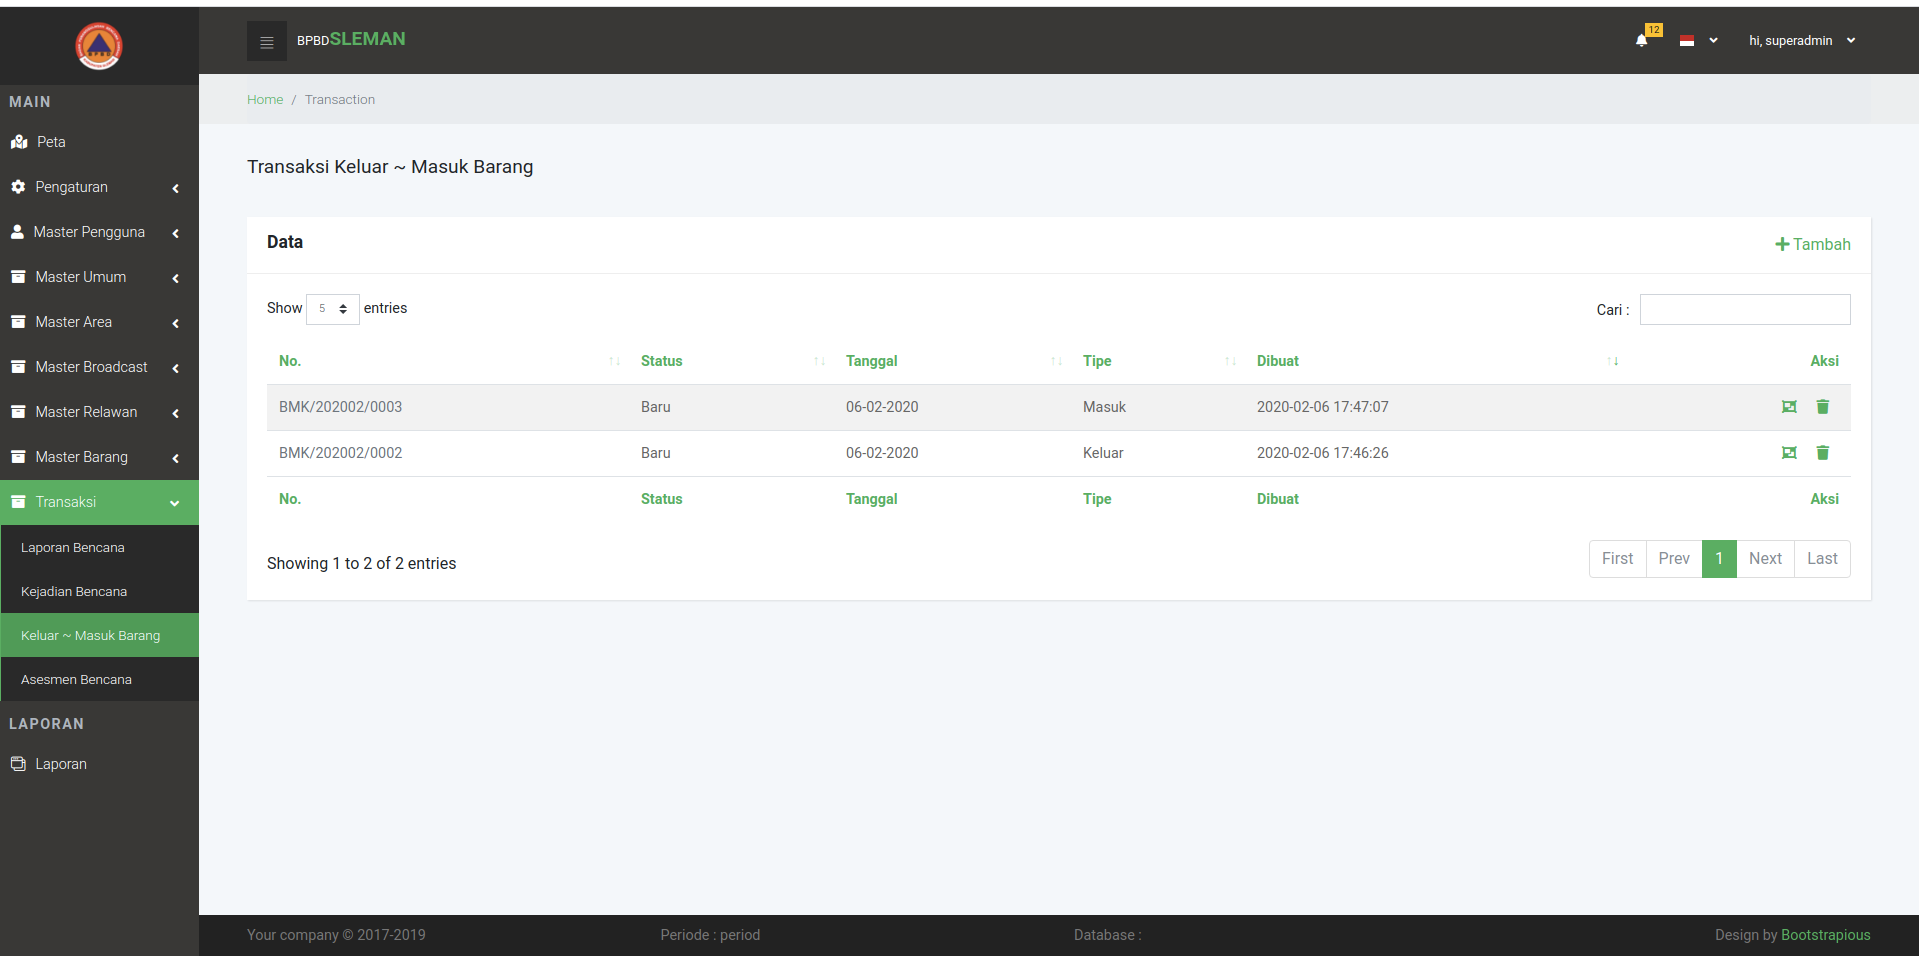 BPBDSLEMAN
12
hi, superadmin
MAIN
Peta
Pengaturan
Master Pengguna
Master Umum
Master Area
Master Broadcast
Master Relawan
Master Barang
Transaksi
Laporan Bencana
Kejadian Bencana
Keluar ~ Masuk Barang
Asesmen Bencana
LAPORAN
Laporan
Home / Transaction
Transaksi Keluar ~ Masuk Barang
Data
Tambah
Show 5 entries
Cari :
No. Status Tanggal Tipe Dibuat Aksi
BMK/202002/0003 Baru 06-02-2020 Masuk 2020-02-06 17:47:07
BMK/202002/0002 Baru 06-02-2020 Keluar 2020-02-06 17:46:26
No. Status Tanggal Tipe Dibuat Aksi
Showing 1 to 2 of 2 entries
First Prev 1 Next Last
Your company © 2017-2019 Periode : period Database : Design by Bootstrapious